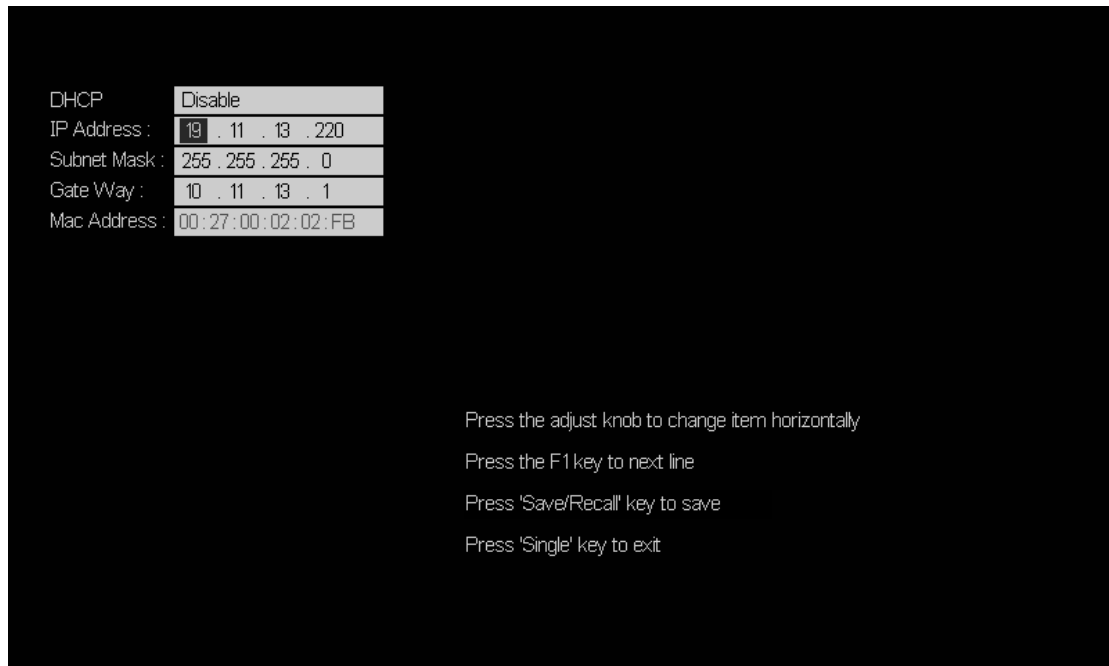 DHCP Disable
IP Address : 19 . 11 . 13 . 220
Subnet Mask : 255 . 255 . 255 . 0
Gate Way : 10 . 11 . 13 . 1
Mac Address : 00:27:00:02:02:FB
Press the adjust knob to change item horizontally
Press the F1 key to next line
Press 'Save/Recall' key to save
Press 'Single' key to exit